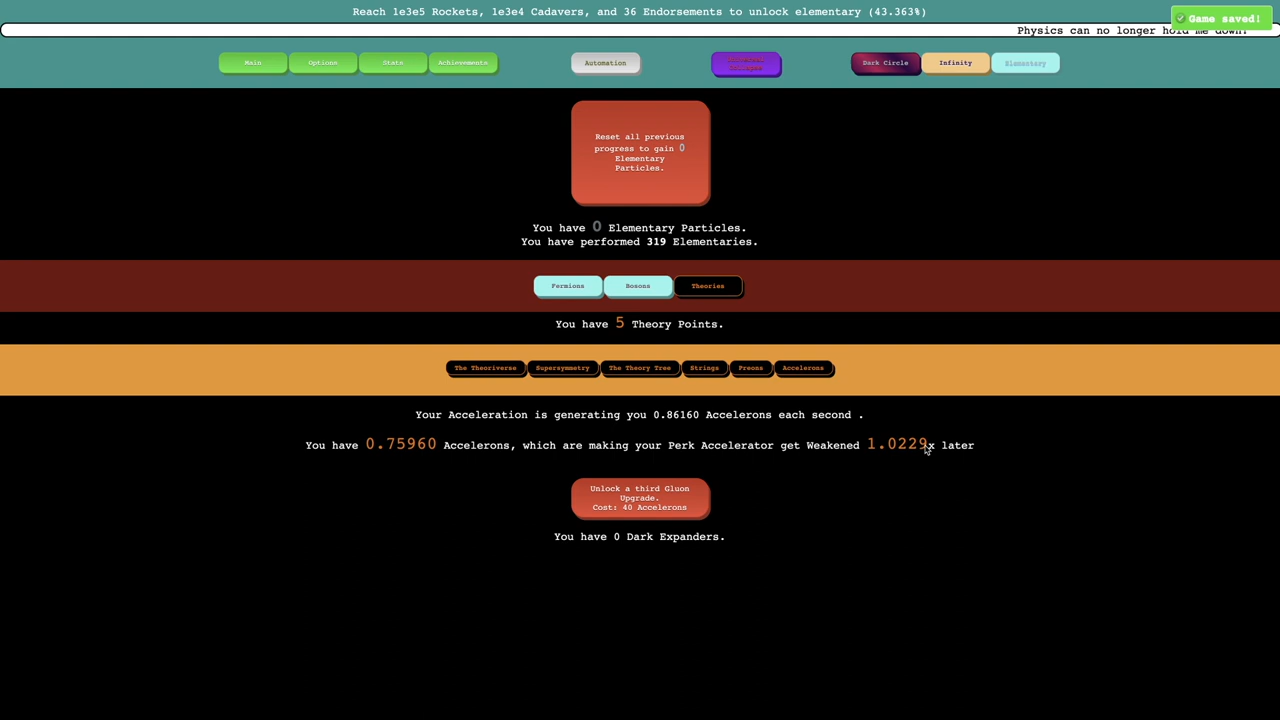 Reach 1e3e5 Rockets, 1e3e4 Cadavers, and 36 Endorsements to unlock elementary (43.363%)
Game saved!
Physics can no longer hold me down!
Main
Options
Stats
Achievements
Automation
Dark Circle
Infinity
Elementary
Reset all previous
progress to gain 0
Elementary
Particles.
You have 0 Elementary Particles.
You have performed 319 Elementaries.
Fermions
Bosons
Theories
You have 5 Theory Points.
The Theoriverse
Supersymmetry
The Theory Tree
Strings
Preons
Accelerons
Your Acceleration is generating you 0.86160 Accelerons each second .
You have 0.75960 Accelerons, which are making your Perk Accelerator get Weakened 1.0229x later
Unlock a third Gluon
Upgrade.
Cost: 40 Accelerons
You have 0 Dark Expanders.